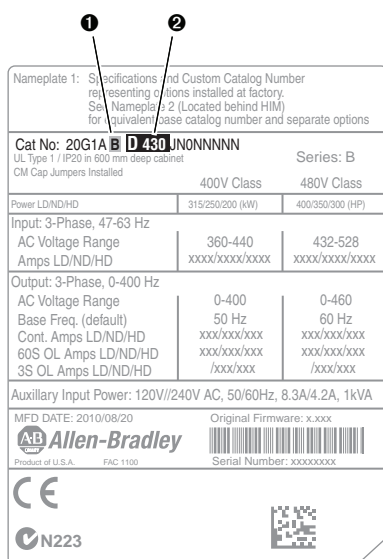 ❶ ❷
Nameplate 1: Specifications and Custom Catalog Number
representing options installed at factory.
See Nameplate 2 (Located behind HIM)
for equivalent base catalog number and separate options
Cat No: 20G1A B D 430 JN0NNNNN
UL Type 1 / IP20 in 600 mm deep cabinet
Series: B
CM Cap Jumpers Installed
400V Class 480V Class
Power LD/ND/HD 315/250/200 (kW) 400/350/300 (HP)
Input: 3-Phase, 47-63 Hz
AC Voltage Range 360-440 432-528
Amps LD/ND/HD xxxx/xxxx/xxxx xxxx/xxxx/xxxx
Output: 3-Phase, 0-400 Hz
AC Voltage Range 0-400 0-460
Base Freq. (default) 50 Hz 60 Hz
Cont. Amps LD/ND/HD xxx/xxx/xxx xxx/xxx/xxx
60S OL Amps LD/ND/HD xxx/xxx/xxx xxx/xxx/xxx
3S OL Amps LD/ND/HD /xxx/xxx /xxx/xxx
Auxillary Input Power: 120V//240V AC, 50/60Hz, 8.3A/4.2A, 1kVA
MFD DATE: 2010/08/20 Original Firmware: x.xxx
AB Allen-Bradley
Product of U.S.A. FAC 1100 Serial Number: xxxxxxxx
CE
N223